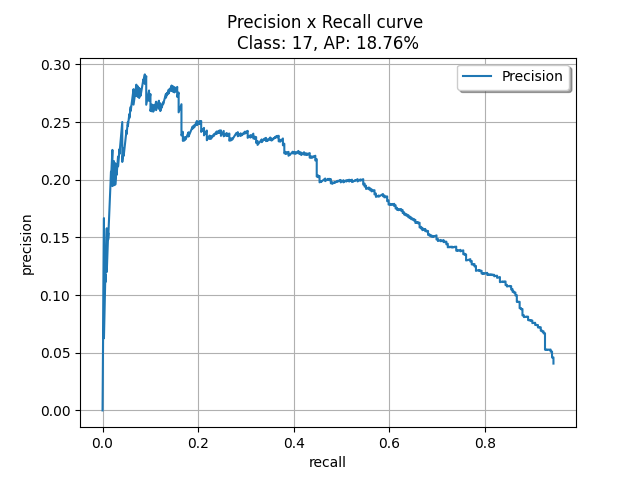 Precision x Recall curve
Class: 17, AP: 18.76%
Precision
0.30
0.25
0.20
0.15
0.10
0.05
0.00
precision
0.0 0.2 0.4 0.6 0.8
recall